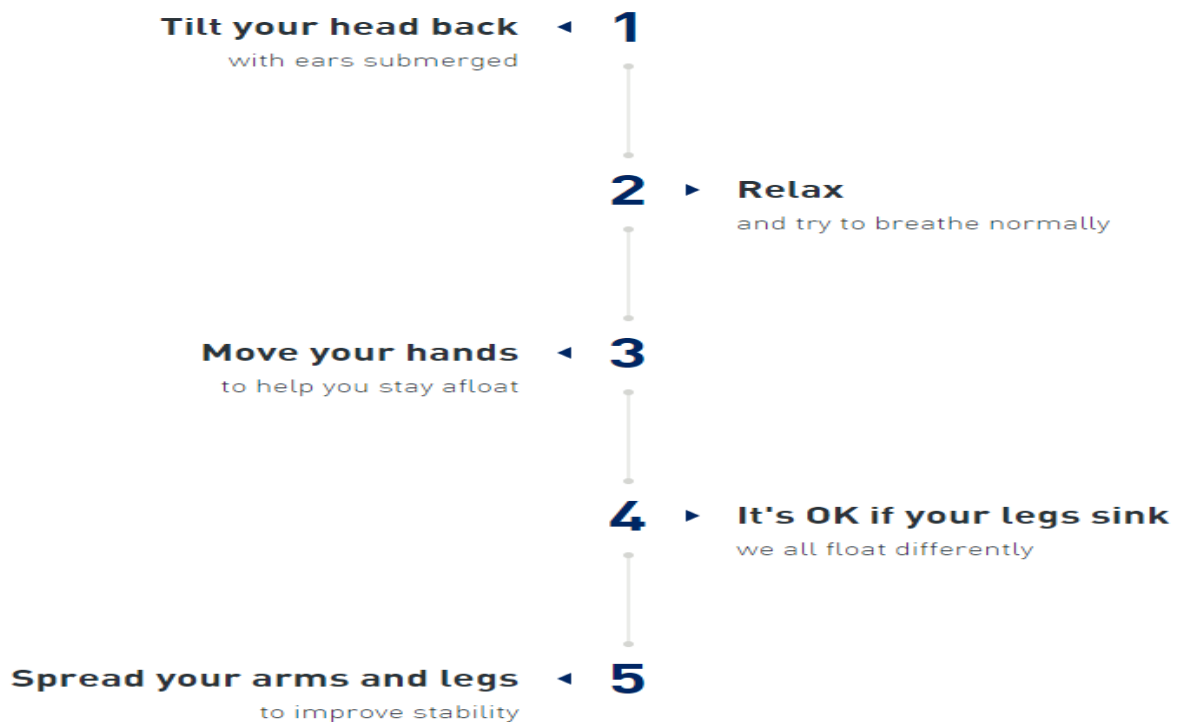 1
Tilt your head back
with ears submerged
2
Relax
and try to breathe normally
3
Move your hands
to help you stay afloat
4
It's OK if your legs sink
we all float differently
5
Spread your arms and legs
to improve stability